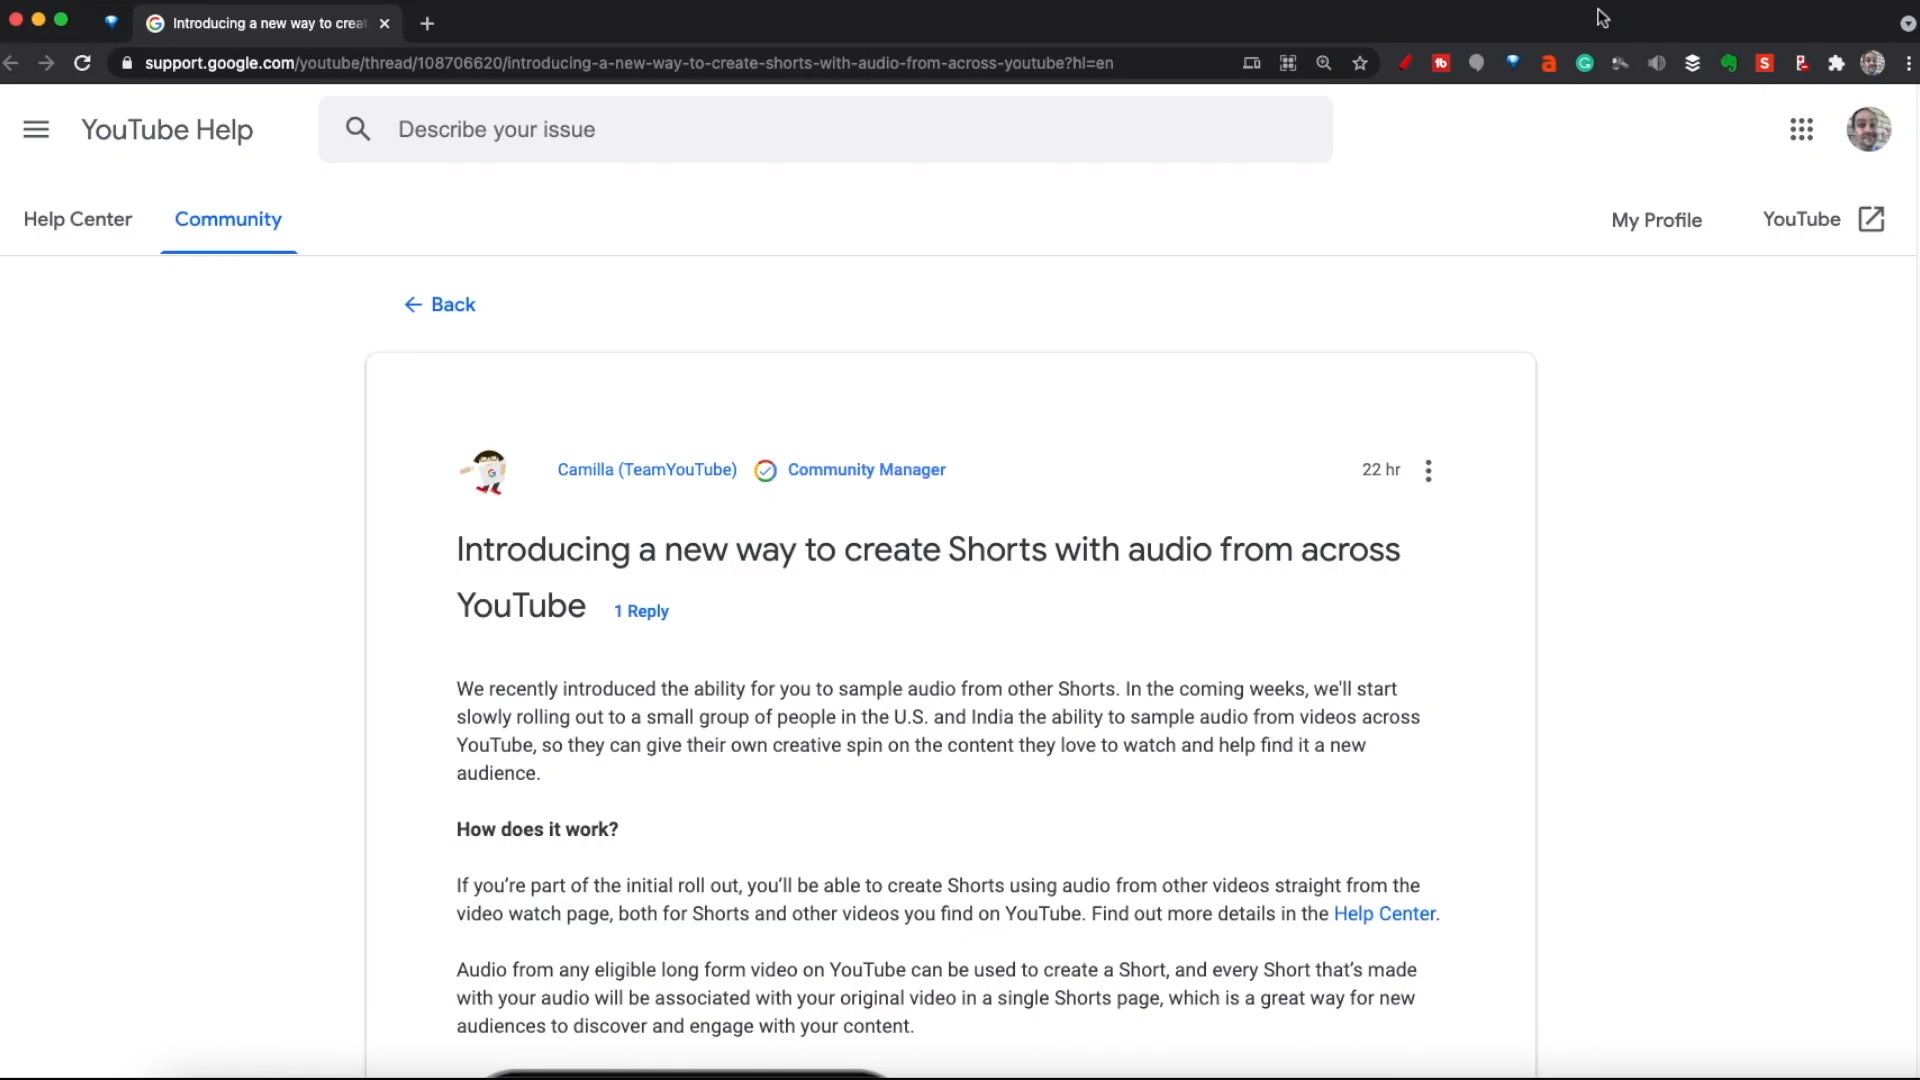 Introducing a new way to crea
support.google.com/youtube/thread/108706620/introducing-a-new-way-to-create-shorts-with-audio-from-across-youtube?hl=en
YouTube Help
Describe your issue
Help Center
Community
My Profile
YouTube
Back
Camilla (TeamYouTube)
Community Manager
22 hr
Introducing a new way to create Shorts with audio from across
YouTube 1 Reply
We recently introduced the ability for you to sample audio from other Shorts. In the coming weeks, we'll start
slowly rolling out to a small group of people in the U.S. and India the ability to sample audio from videos across
YouTube, so they can give their own creative spin on the content they love to watch and help find it a new
audience.
How does it work?
If you’re part of the initial roll out, you’ll be able to create Shorts using audio from other videos straight from the
video watch page, both for Shorts and other videos you find on YouTube. Find out more details in the Help Center.
Audio from any eligible long form video on YouTube can be used to create a Short, and every Short that’s made
with your audio will be associated with your original video in a single Shorts page, which is a great way for new
audiences to discover and engage with your content.